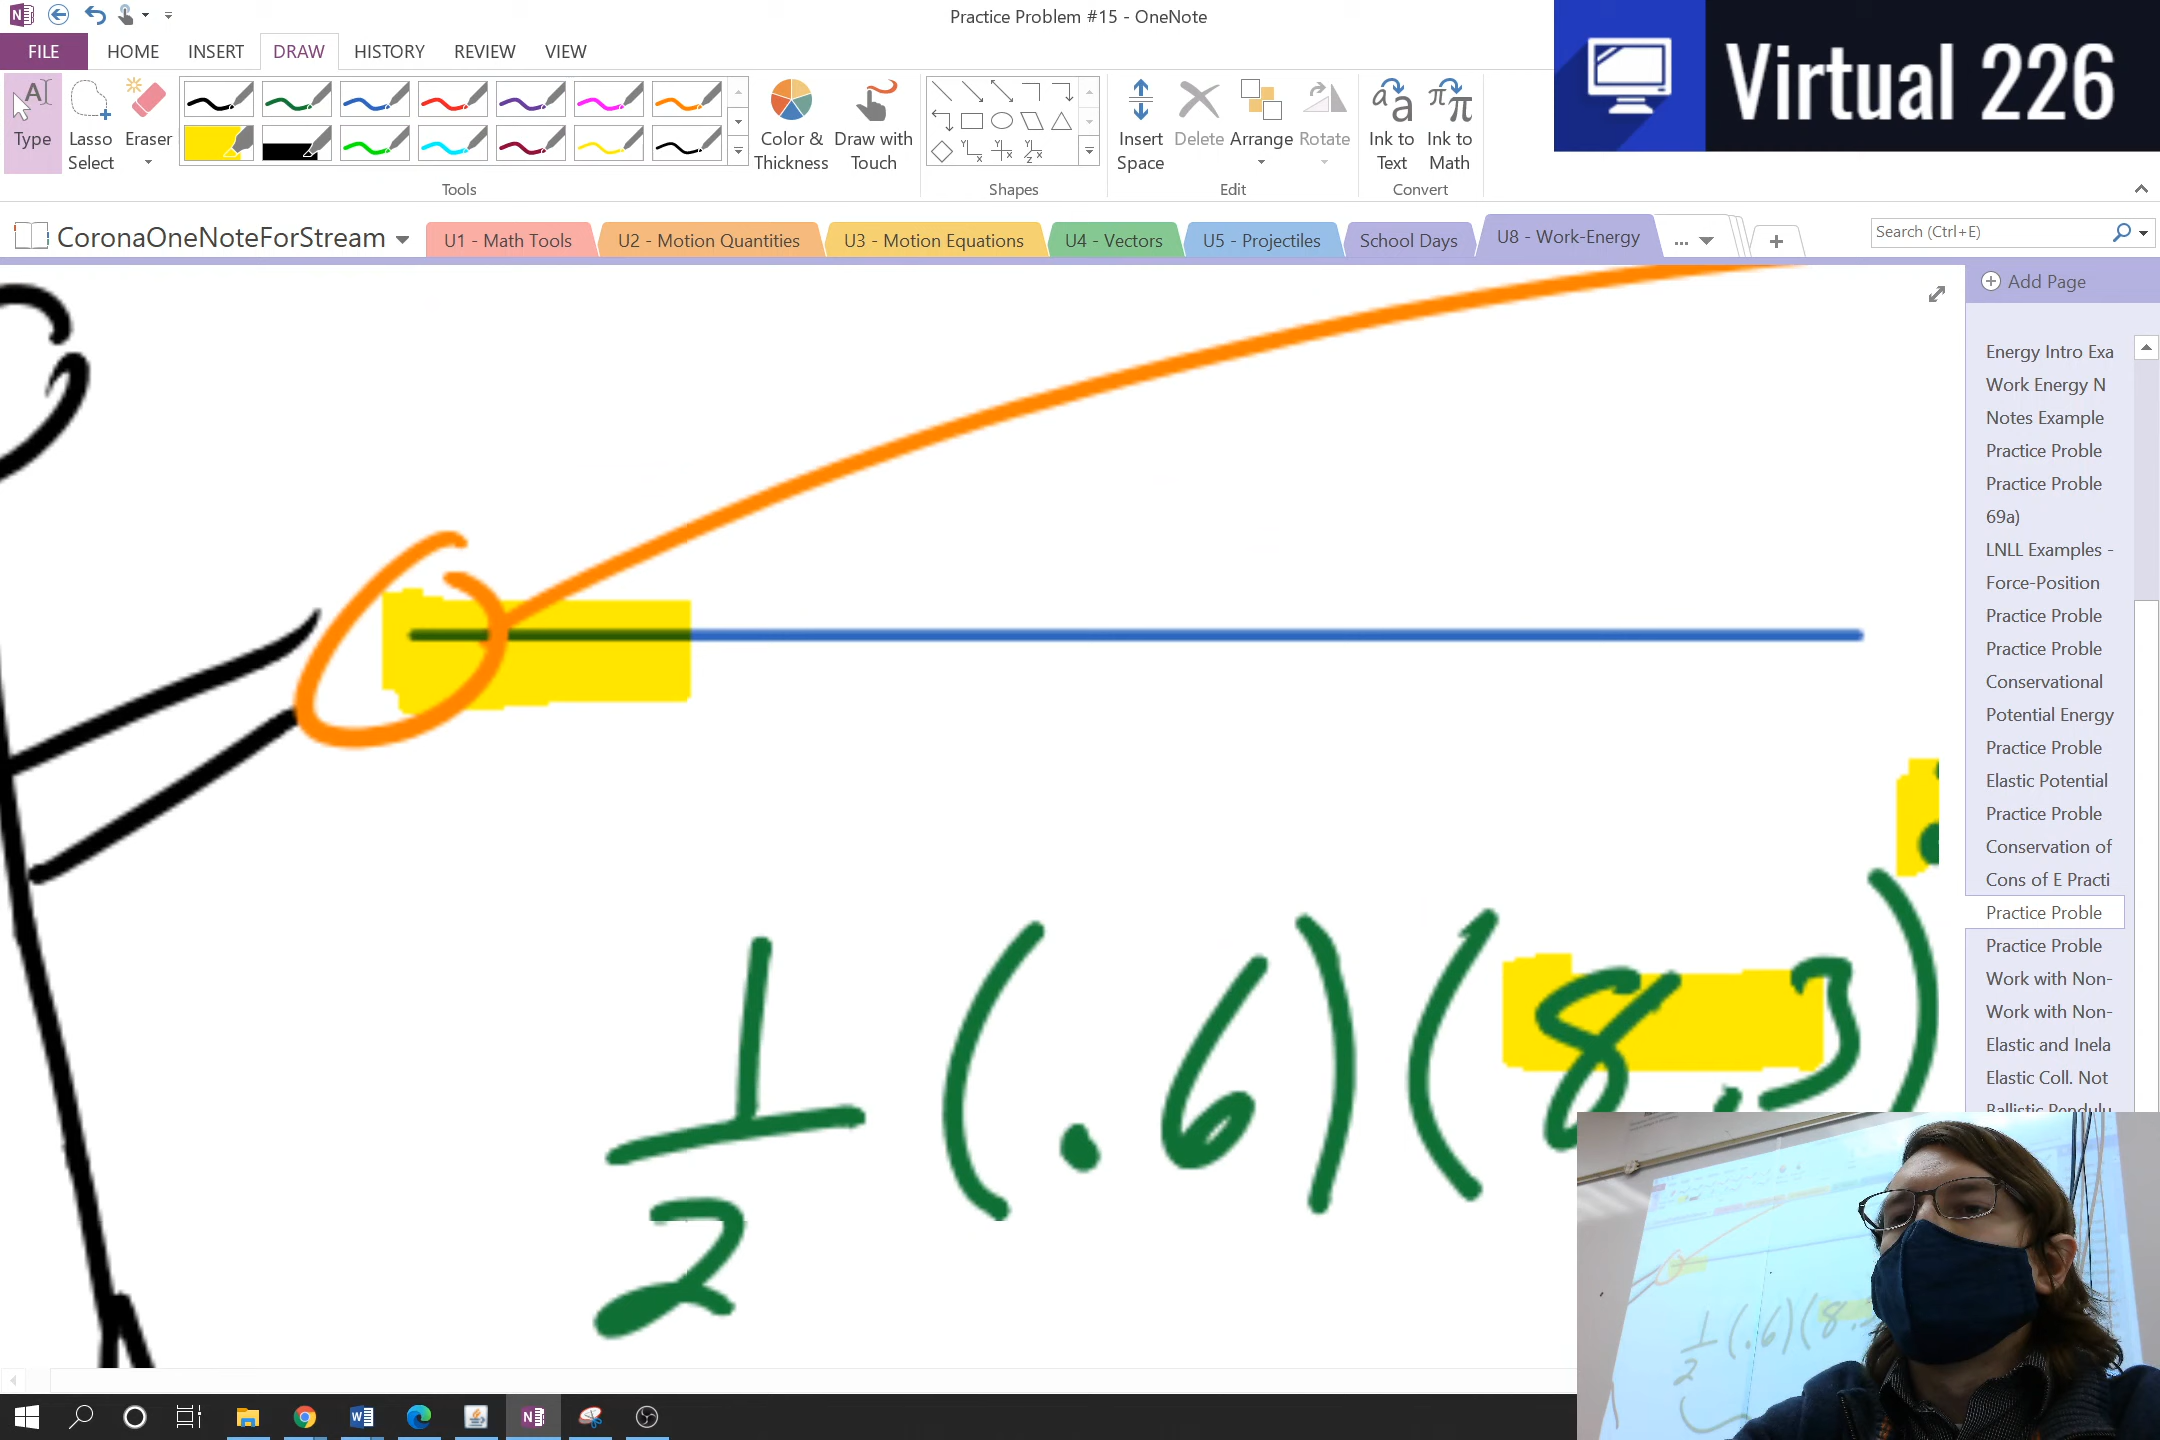 Practice Problem #15 - OneNote
Virtual 226
FILE HOME INSERT DRAW HISTORY REVIEW VIEW
Type
Lasso Select
Eraser
Color & Thickness
Draw with Touch
Insert Space
Delete
Arrange
Rotate
Ink to Text
Ink to Math
Tools Shapes Edit Convert
CoronaOneNoteForStream U1 - Math Tools U2 - Motion Quantities U3 - Motion Equations U4 - Vectors U5 - Projectiles School Days U8 - Work-Energy ... Search (Ctrl+E)
Add Page
Energy Intro Exa
Work Energy N
Notes Example
Practice Proble
Practice Proble
69a)
LNLL Examples -
Force-Position
Practice Proble
Practice Proble
Conservational
Potential Energy
Practice Proble
Elastic Potential
Practice Proble
Conservation of
Cons of E Practi
Practice Proble
Practice Proble
Work with Non-
Work with Non-
Elastic and Inela
Elastic Coll. Not
Ballistic Pendulu
1/2 (.6)(8.3)